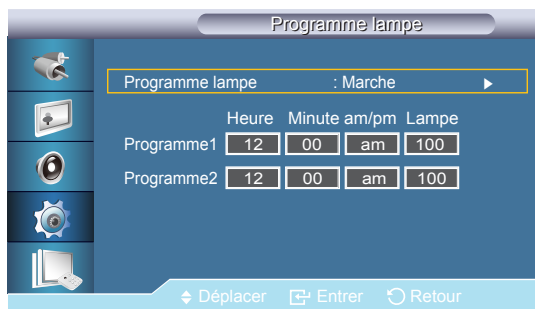 Programme lampe
Programme lampe : Marche
Heure Minute am/pm Lampe
Programme1 12 00 am 100
Programme2 12 00 am 100
Déplacer Entrer Retour